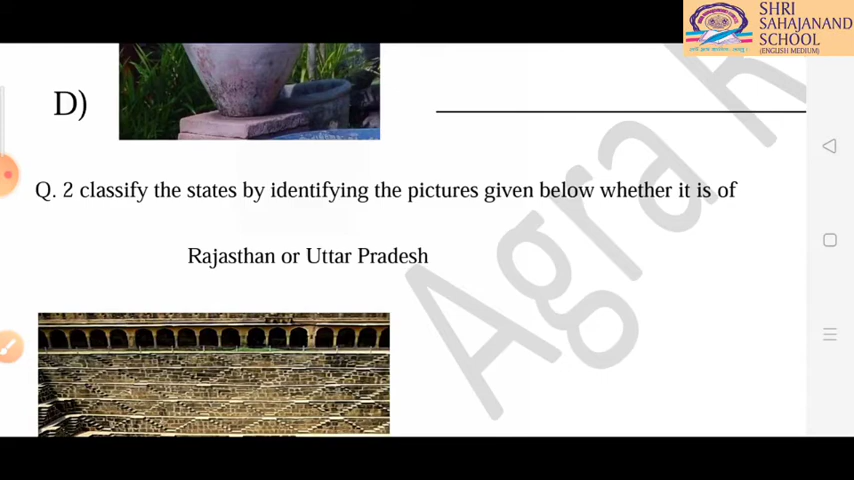 SHRI
SAHAJANAND
SCHOOL
(ENGLISH MEDIUM)
D)
Q. 2 classify the states by identifying the pictures given below whether it is of
Rajasthan or Uttar Pradesh
Agra R